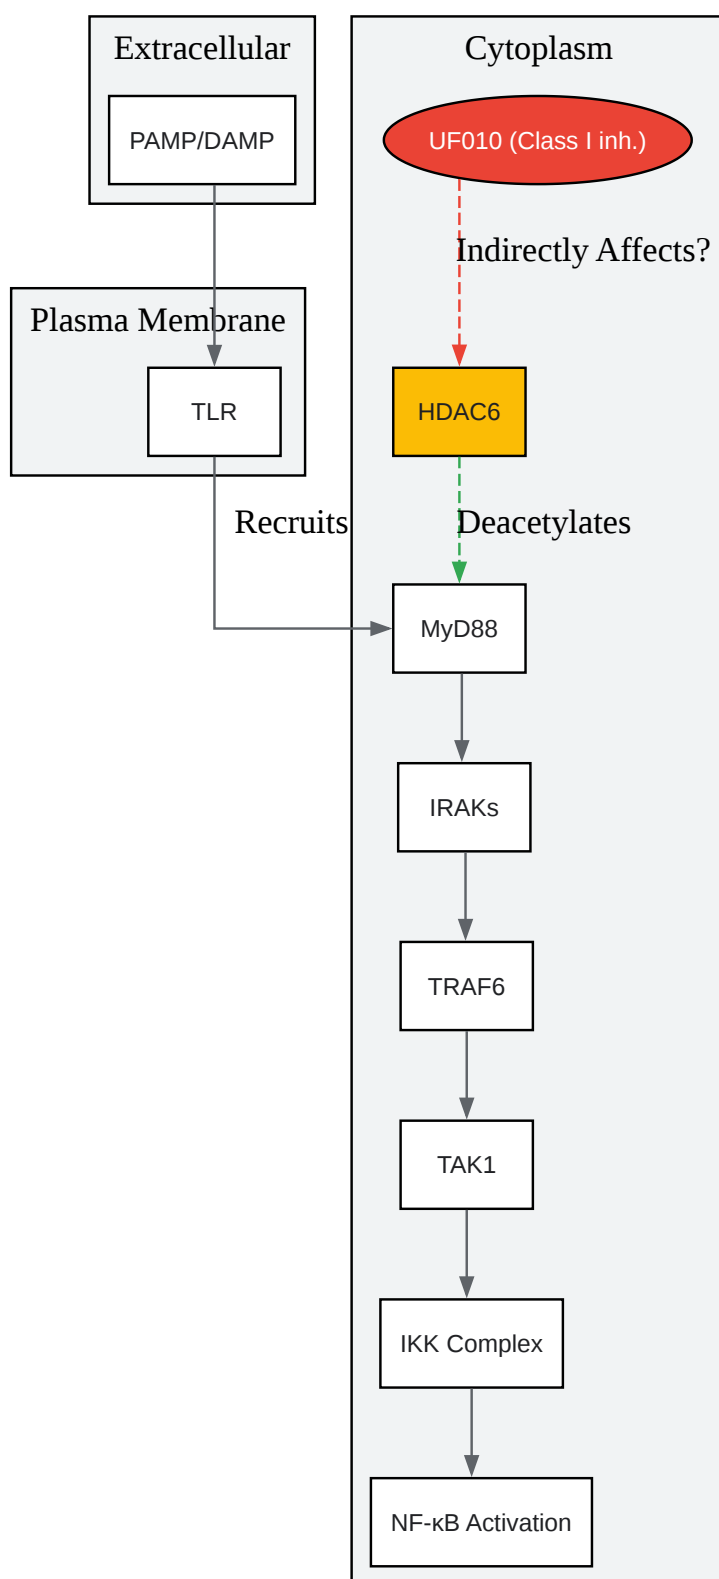 Extracellular
PAMP/DAMP
Plasma Membrane
TLR
Recruits
Cytoplasm
UF010 (Class I inh.)
Indirectly Affects?
HDAC6
Deacetylates
MyD88
IRAKs
TRAF6
TAK1
IKK Complex
NF-κB Activation